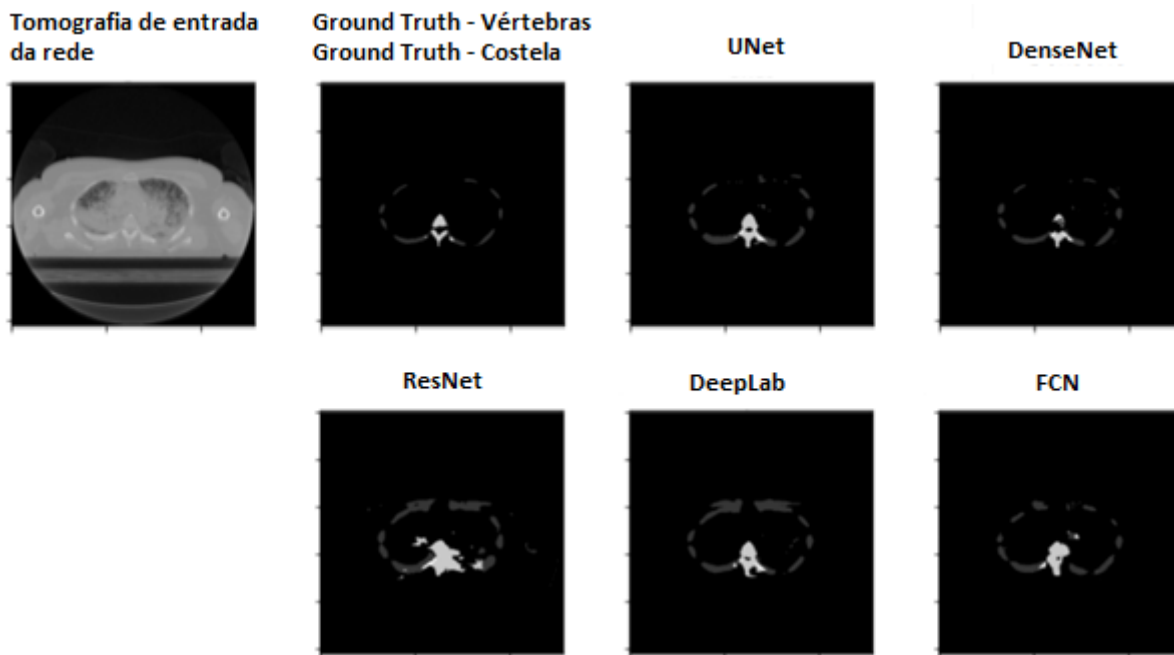 Tomografia de entrada
da rede
Ground Truth - Vértebras
Ground Truth - Costela
UNet
DenseNet
ResNet
DeepLab
FCN